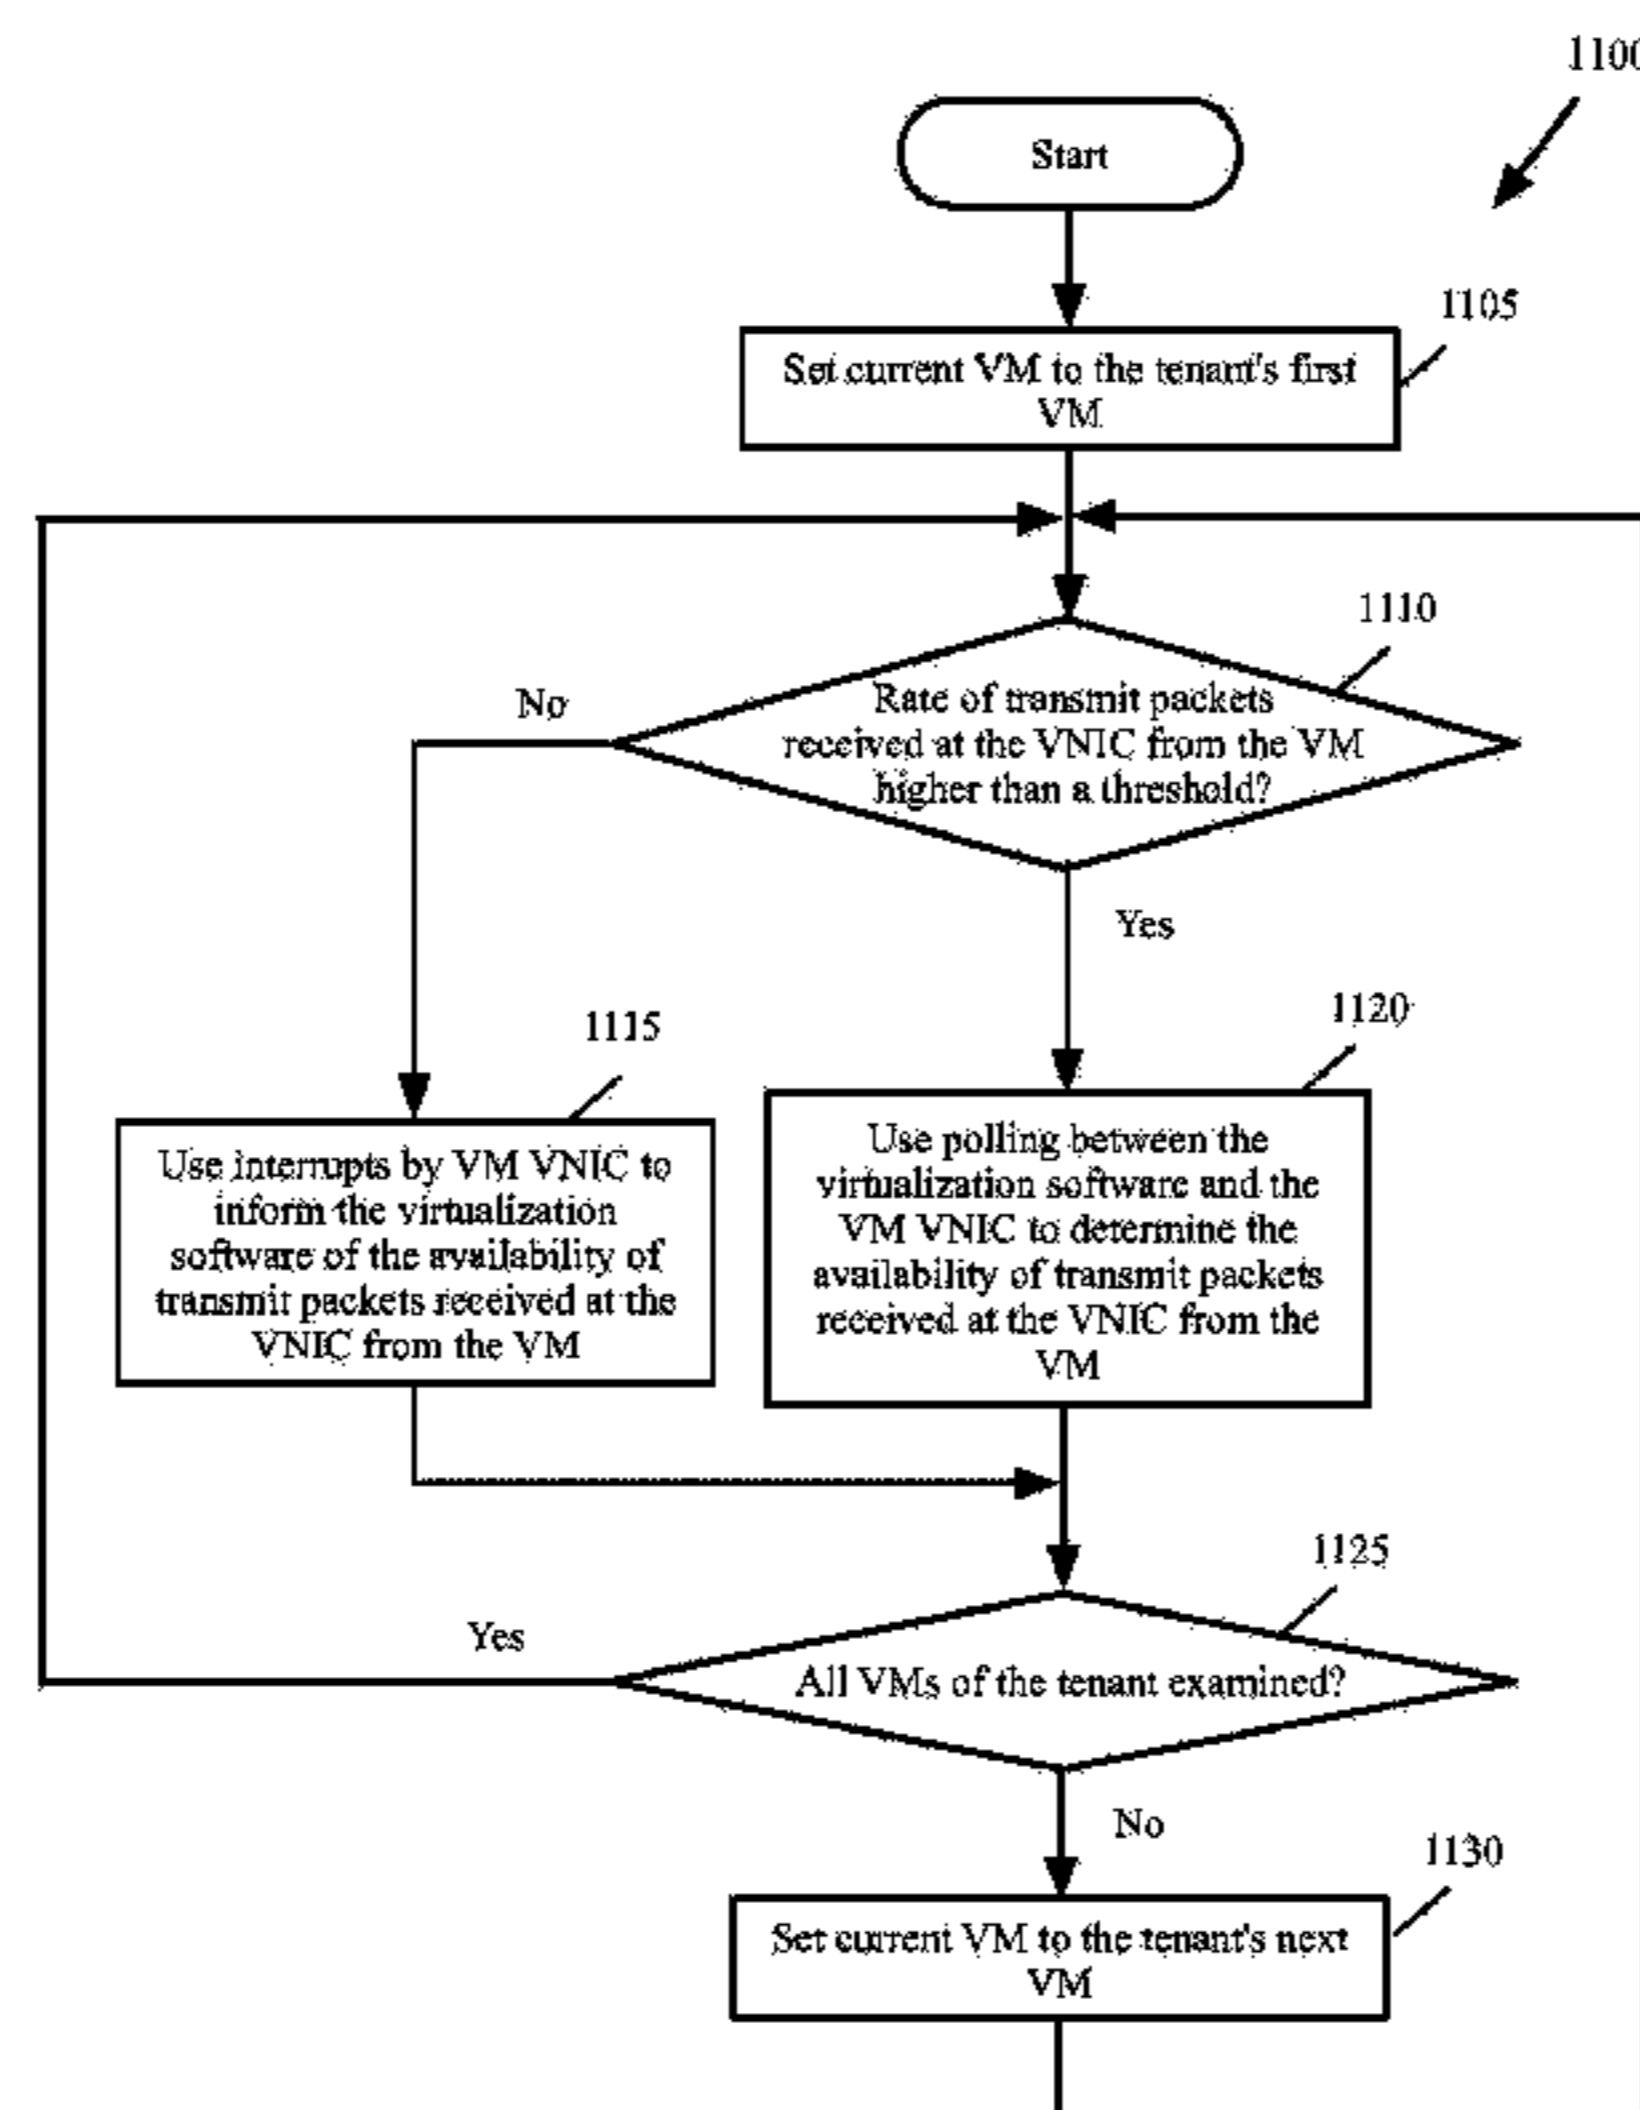 1100
Start
1105
Set current VM to the tenant's first
VM
1110
No
Rate of transmit packets
received at the VNIC from the VM
higher than a threshold?
Yes
1115
1120
Use interrupts by VM VNIC to
inform the virtualization
software of the availability of
transmit packets received at the
VNIC from the VM
Use polling between the
virtualization software and the
VM VNIC to determine the
availability of transmit packets
received at the VNIC from the
VM
1125
Yes
All VMs of the tenant examined?
No
1130
Set current VM to the tenant's next
VM